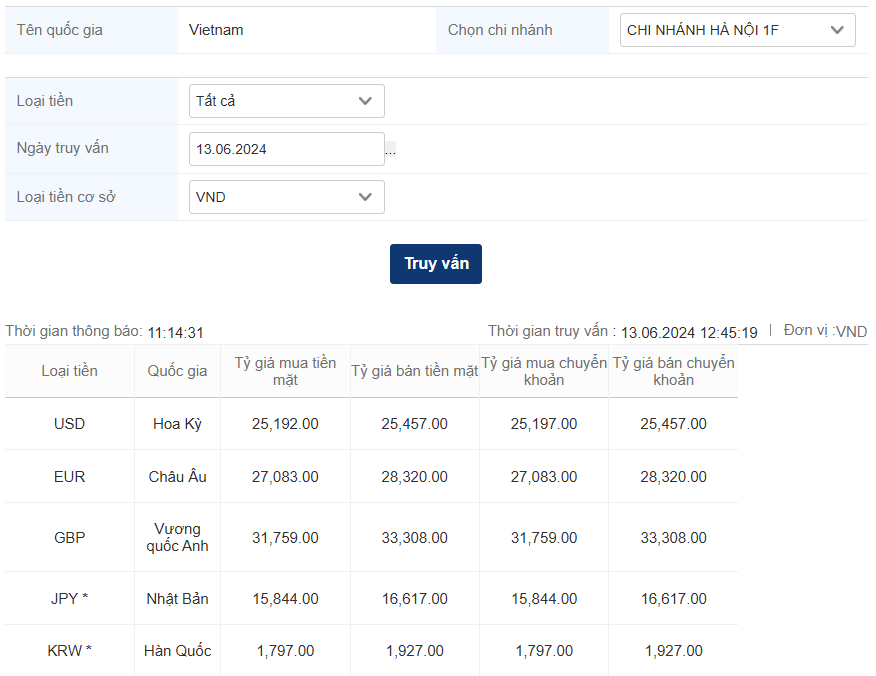 Tên quốc gia Vietnam Chọn chi nhánh CHI NHÁNH HÀ NỘI 1F
Loại tiền Tất cả
Ngày truy vấn 13.06.2024 ...
Loại tiền cơ sở VND
Truy vấn
Thời gian thông báo: 11:14:31 Thời gian truy vấn : 13.06.2024 12:45:19 | Đơn vị :VND
Loại tiền Quốc gia Tỷ giá mua tiền mặt Tỷ giá bán tiền mặt Tỷ giá mua chuyển khoản Tỷ giá bán chuyển khoản
USD Hoa Kỳ 25,192.00 25,457.00 25,197.00 25,457.00
EUR Châu Âu 27,083.00 28,320.00 27,083.00 28,320.00
GBP Vương quốc Anh 31,759.00 33,308.00 31,759.00 33,308.00
JPY * Nhật Bản 15,844.00 16,617.00 15,844.00 16,617.00
KRW * Hàn Quốc 1,797.00 1,927.00 1,797.00 1,927.00